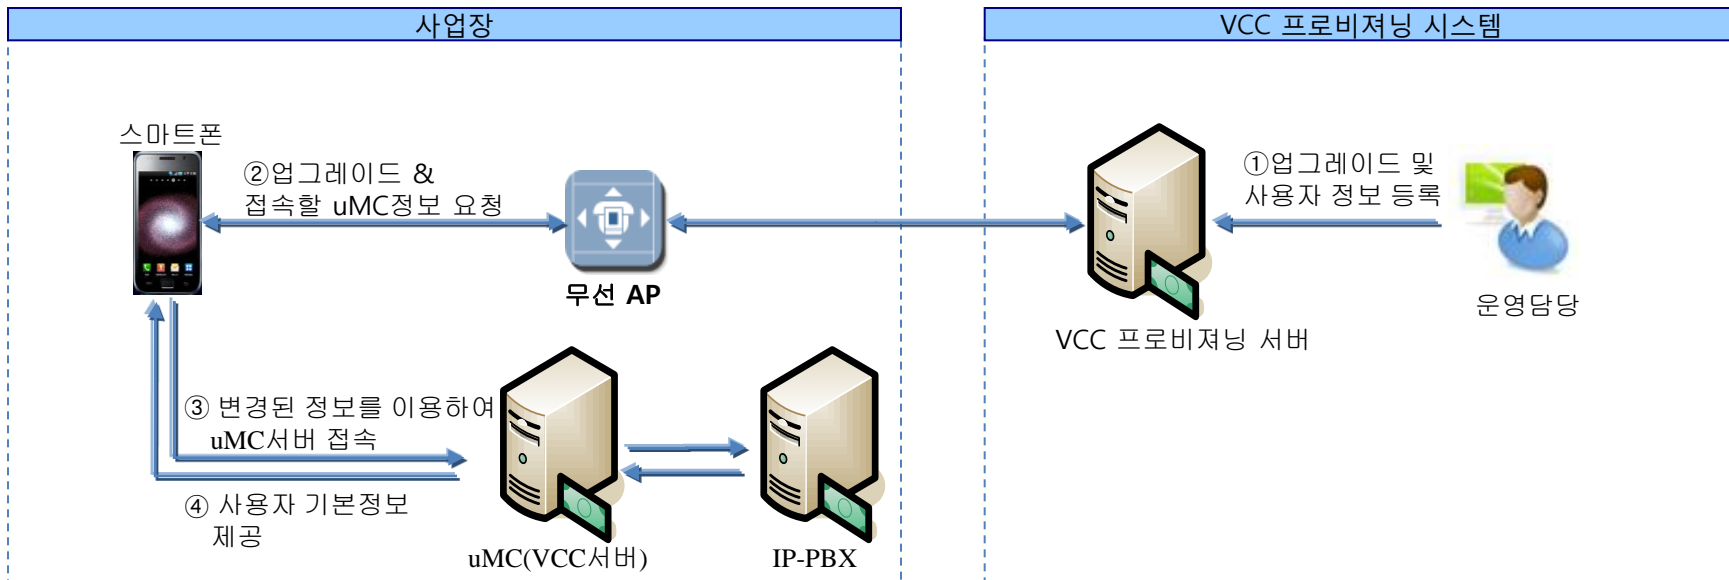 사업장
VCC 프로비져닝 시스템
스마트폰
②업그레이드 &
접속할 uMC정보 요청
①업그레이드 및
사용자 정보 등록
무선 AP
운영담당
VCC 프로비져닝 서버
③ 변경된 정보를 이용하여
uMC서버 접속
④ 사용자 기본정보
제공
uMC(VCC서버)
IP-PBX